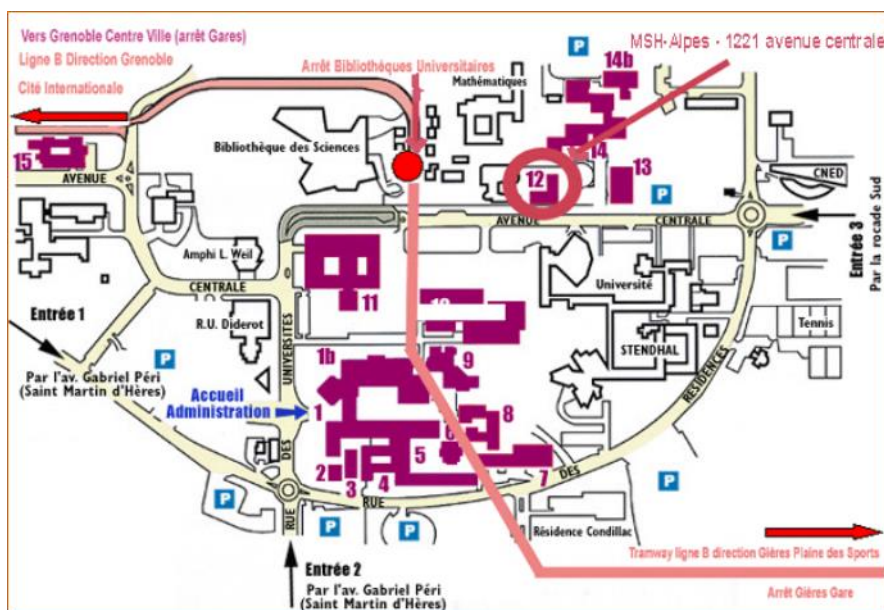 Vers Grenoble Centre Ville (arrêt Gares)
Ligne B Direction Grenoble
Cité Internationale
Arrêt Bibliothèques Universitaires
MSH-Alpes - 1221 avenue centrale
P
14b
Mathématiques
Bibliothèque des Sciences
15
AVENUE
14
13
12
CNED
P
P
AVENUE
CENTRALE
Entrée 3
Par la rocade Sud
P
Amphi L. Weil
CENTRALE
11
10
Université
Entrée 1
R.U. Diderot
STENDHAL
Tennis
P
UNIVERSITES
1b
9
RESIDENCES
Par l'av. Gabriel Péri
(Saint Martin d'Hères)
Accueil
Administration
1
8
6
5
DES
2
3
4
7
DES
P
P
RUE
P
P
P
RUE
Résidence Condillac
Entrée 2
Par l'av. Gabriel Péri
(Saint Martin d'Hères)
Tramway ligne B direction Gières Plaine des Sports
Arrêt Gières Gare